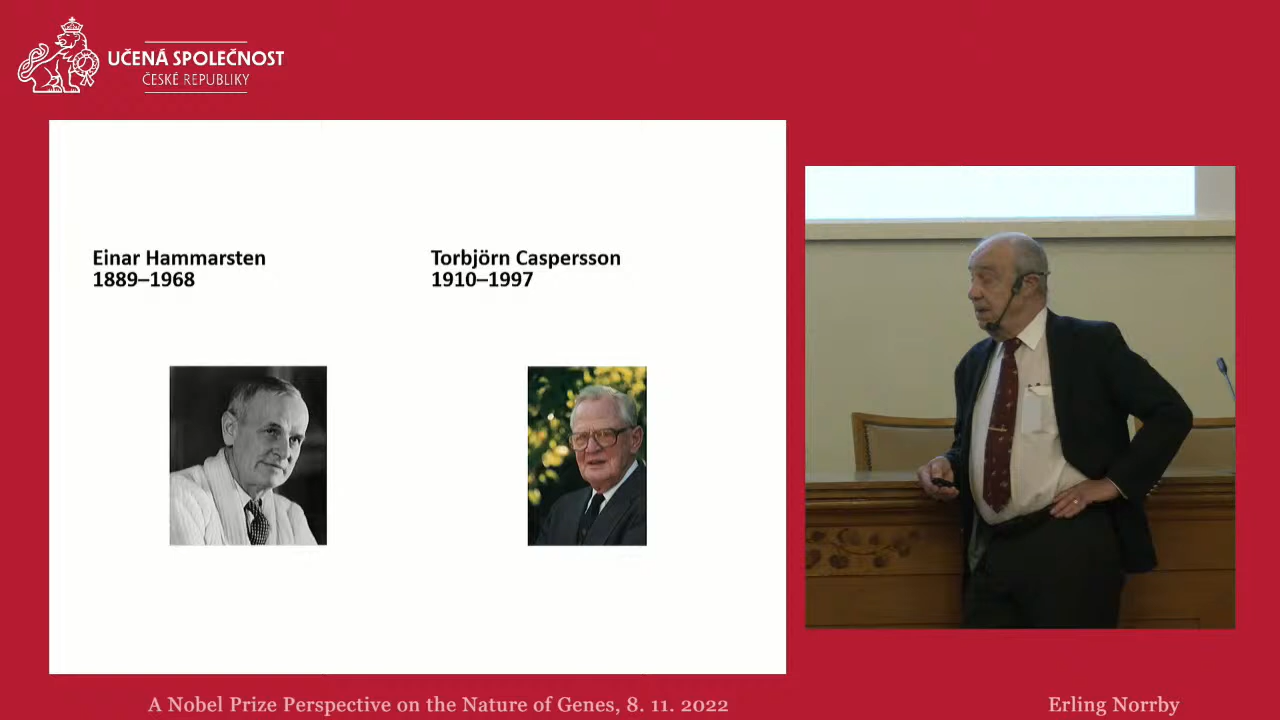 UČENÁ SPOLEČNOST
ČESKÉ REPUBLIKY
Einar Hammarsten
1889–1968
Torbjörn Caspersson
1910–1997
A Nobel Prize Perspective on the Nature of Genes, 8. 11. 2022
Erling Norrby